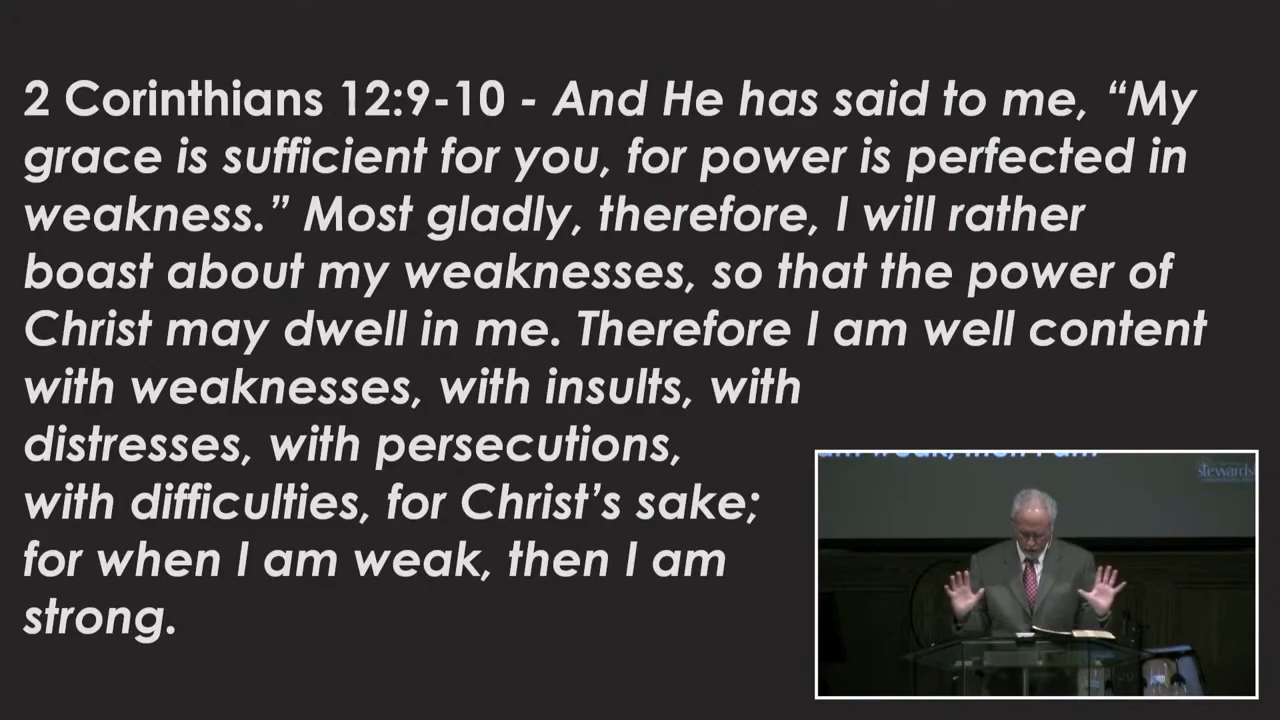 2 Corinthians 12:9-10 - And He has said to me, “My
grace is sufficient for you, for power is perfected in
weakness.” Most gladly, therefore, I will rather
boast about my weaknesses, so that the power of
Christ may dwell in me. Therefore I am well content
with weaknesses, with insults, with
distresses, with persecutions,
with difficulties, for Christ’s sake;
for when I am weak, then I am
strong.
stewards